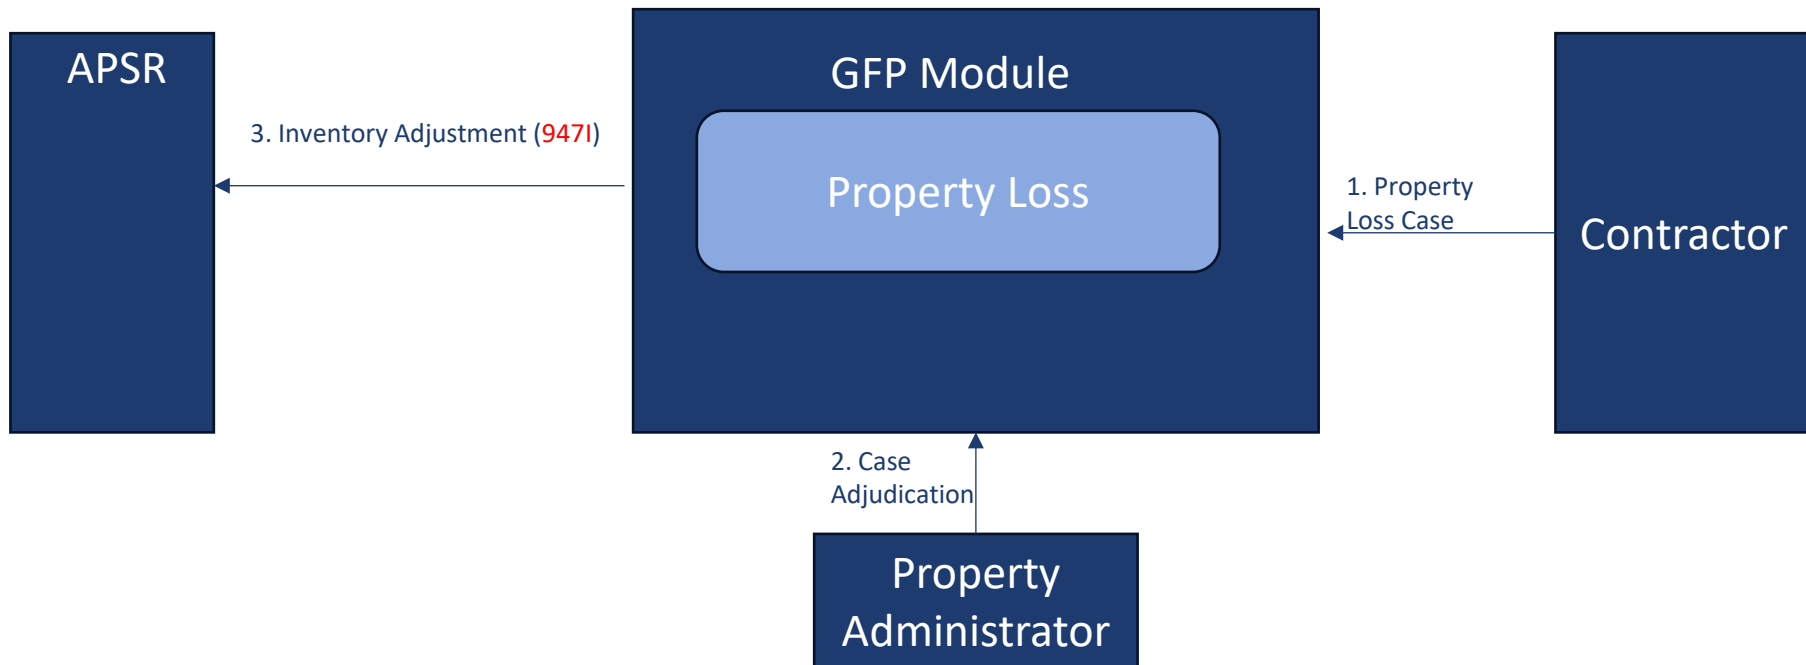 APSR
GFP Module
3. Inventory Adjustment (947I)
Property Loss
1. Property
Loss Case
Contractor
2. Case
Adjudication
Property
Administrator